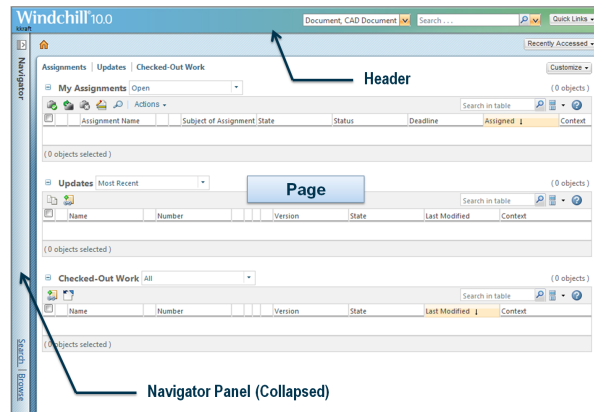 Windchill 10.0
kkraft
Document, CAD Document
Search . . .
Quick Links
Recently Accessed
Navigator
Assignments | Updates | Checked-Out Work
Customize
Header
My Assignments Open
( 0 objects )
Actions
Search in table
Assignment Name Subject of Assignment State Status Deadline Assigned Context
( 0 objects selected )
Updates Most Recent
( 0 objects )
Page
Search in table
Name Number Version State Last Modified Context
( 0 objects selected )
Checked-Out Work All
( 0 objects )
Search in table
Name Number Version State Last Modified Context
( 0 objects selected )
Search | Browse
Navigator Panel (Collapsed)